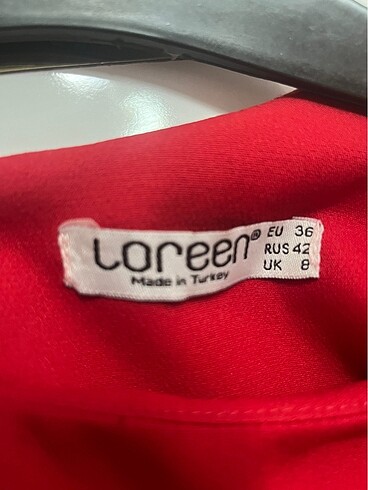 Loreen® EU 36
RUS 42
Made in Turkey UK 8